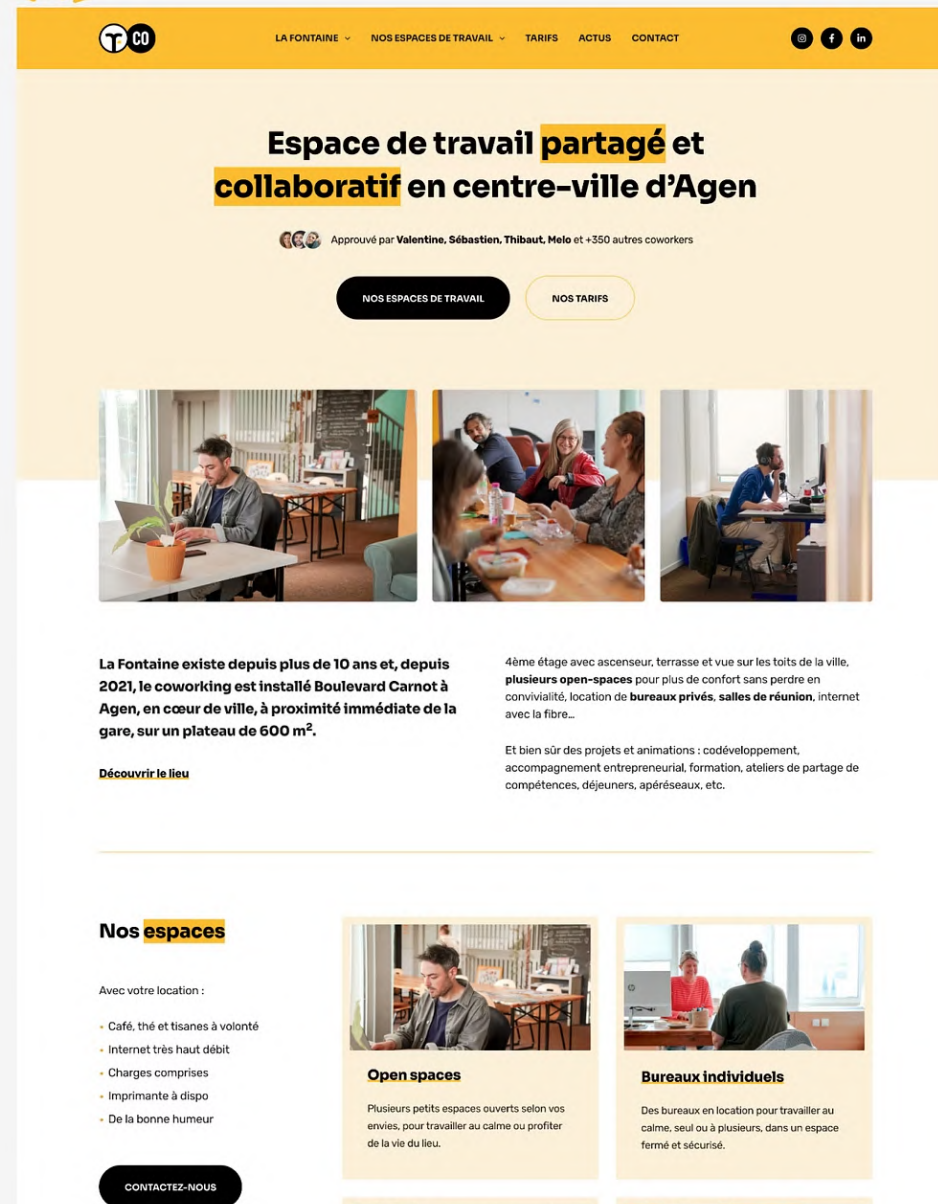 T CO
LA FONTAINE
NOS ESPACES DE TRAVAIL
TARIFS
ACTUS
CONTACT
Espace de travail partagé et
collaboratif en centre-ville d’Agen
Approuvé par Valentine, Sébastien, Thibaut, Melo et +350 autres coworkers
NOS ESPACES DE TRAVAIL
NOS TARIFS
La Fontaine existe depuis plus de 10 ans et, depuis
2021, le coworking est installé Boulevard Carnot à
Agen, en cœur de ville, à proximité immédiate de la
gare, sur un plateau de 600 m².
Découvrir le lieu
4ème étage avec ascenseur, terrasse et vue sur les toits de la ville,
plusieurs open-spaces pour plus de confort sans perdre en
convivialité, location de bureaux privés, salles de réunion, internet
avec la fibre…
Et bien sûr des projets et animations : codéveloppement,
accompagnement entrepreneurial, formation, ateliers de partage de
compétences, déjeuners, apéréseaux, etc.
Nos espaces
Avec votre location :
• Café, thé et tisanes à volonté
• Internet très haut débit
• Charges comprises
• Imprimante à dispo
• De la bonne humeur
CONTACTEZ-NOUS
Open spaces
Plusieurs petits espaces ouverts selon vos
envies, pour travailler au calme ou profiter
de la vie du lieu.
Bureaux individuels
Des bureaux en location pour travailler au
calme, seul ou à plusieurs, dans un espace
fermé et sécurisé.